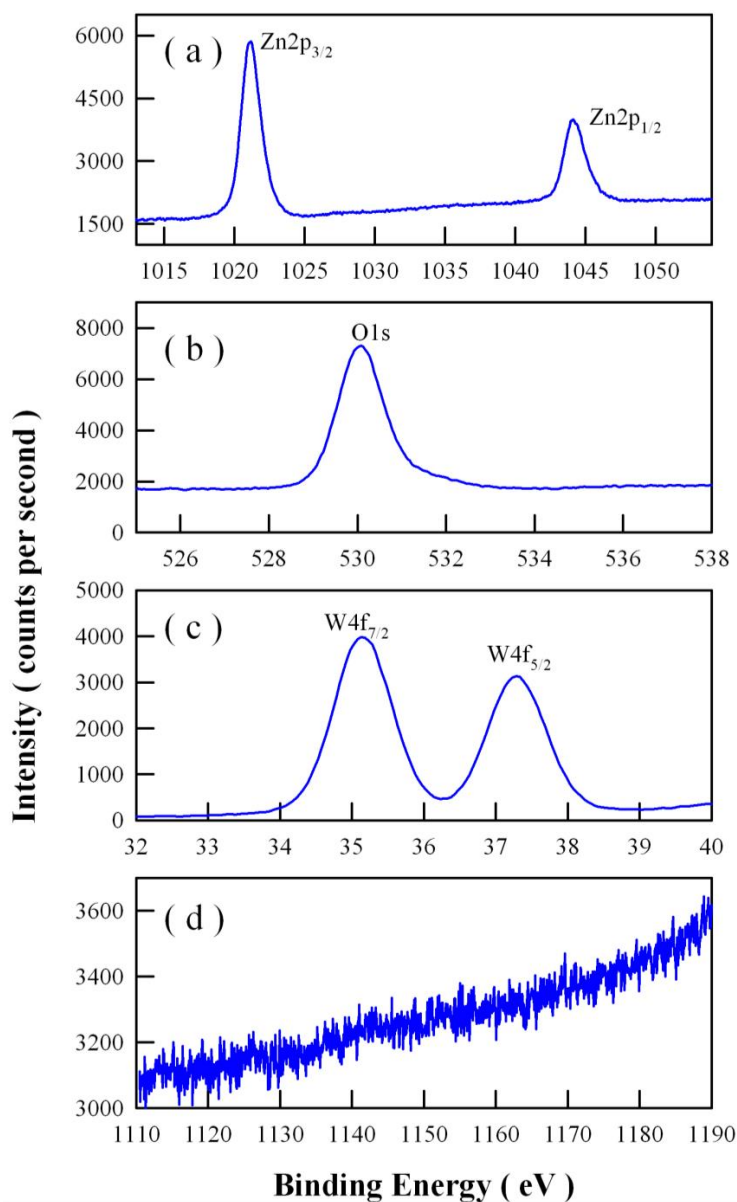 ( a )
Zn2p3/2
Zn2p1/2
6000
4500
3000
1500
1015 1020 1025 1030 1035 1040 1045 1050
( b )
O1s
8000
6000
4000
2000
0
526 528 530 532 534 536 538
( c )
W4f7/2
W4f5/2
5000
4000
3000
2000
1000
0
32 33 34 35 36 37 38 39 40
( d )
3600
3400
3200
3000
1110 1120 1130 1140 1150 1160 1170 1180 1190
Intensity ( counts per second )
Binding Energy ( eV )